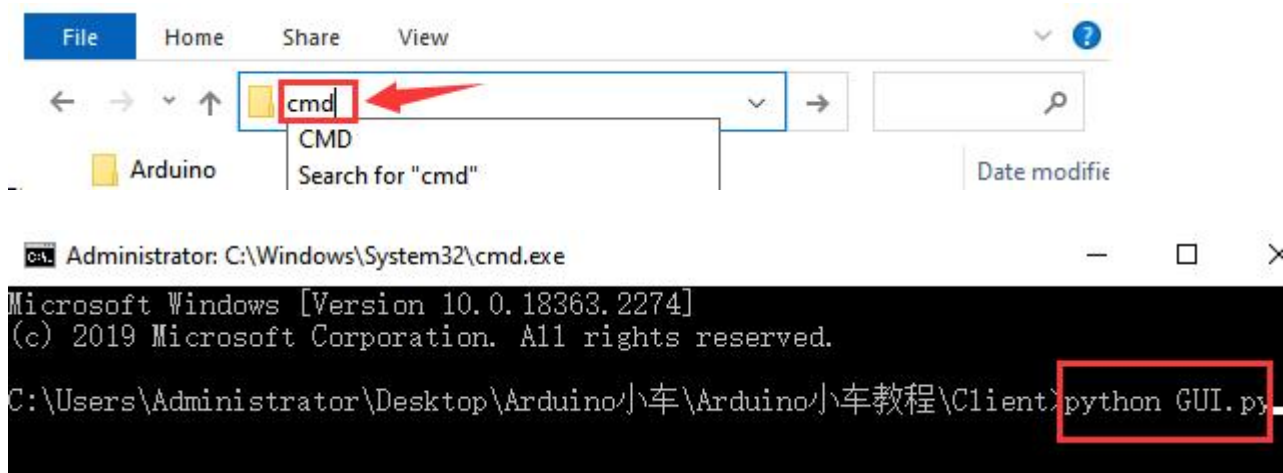 File Home Share View
cmd
CMD
Arduino
Search for "cmd"
Date modifie
Administrator: C:\Windows\System32\cmd.exe
Microsoft Windows [Version 10.0.18363.2274]
(c) 2019 Microsoft Corporation. All rights reserved.
C:\Users\Administrator\Desktop\Arduino小车\Arduino小车教程\Client>python GUI.py